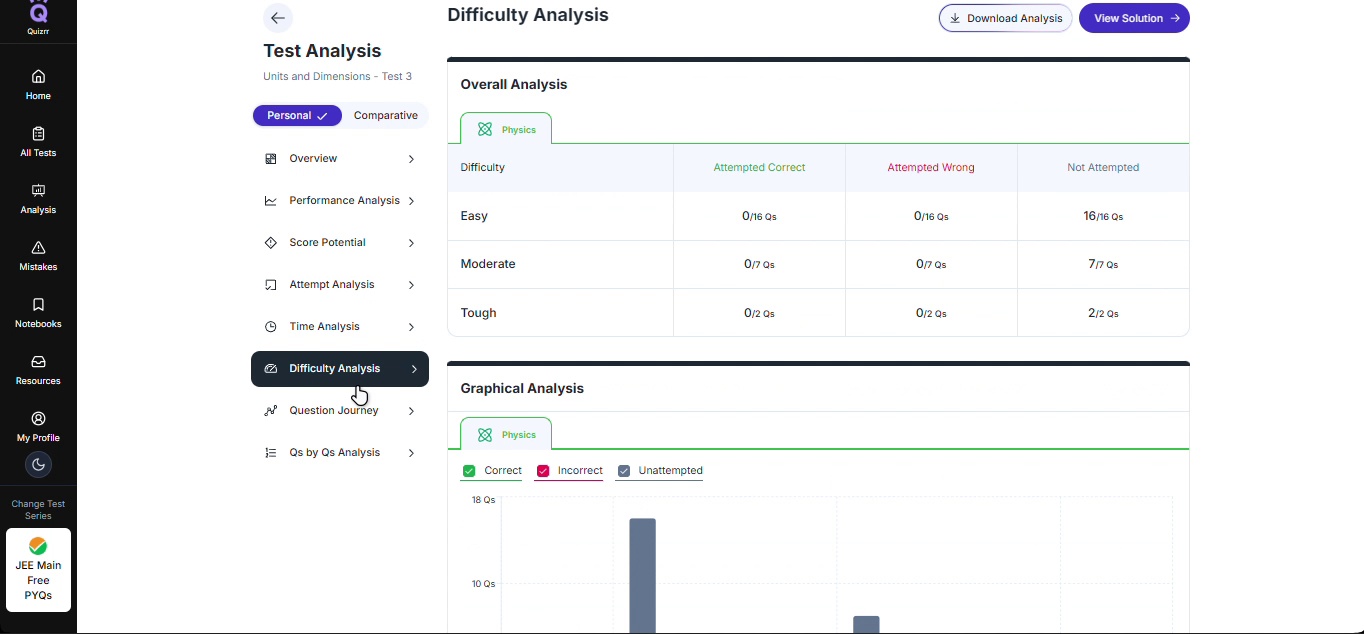 Quizrr
Home
All Tests
Analysis
Mistakes
Notebooks
Resources
My Profile
Change Test
Series
JEE Main
Free
PYQs
Test Analysis
Units and Dimensions - Test 3
Personal
Comparative
Overview
Performance Analysis
Score Potential
Attempt Analysis
Time Analysis
Difficulty Analysis
Question Journey
Qs by Qs Analysis
Difficulty Analysis
Download Analysis
View Solution
Overall Analysis
Physics
Difficulty Attempted Correct Attempted Wrong Not Attempted
Easy 0/16 Qs 0/16 Qs 16/16 Qs
Moderate 0/7 Qs 0/7 Qs 7/7 Qs
Tough 0/2 Qs 0/2 Qs 2/2 Qs
Graphical Analysis
Physics
Correct Incorrect Unattempted
18 Qs
10 Qs